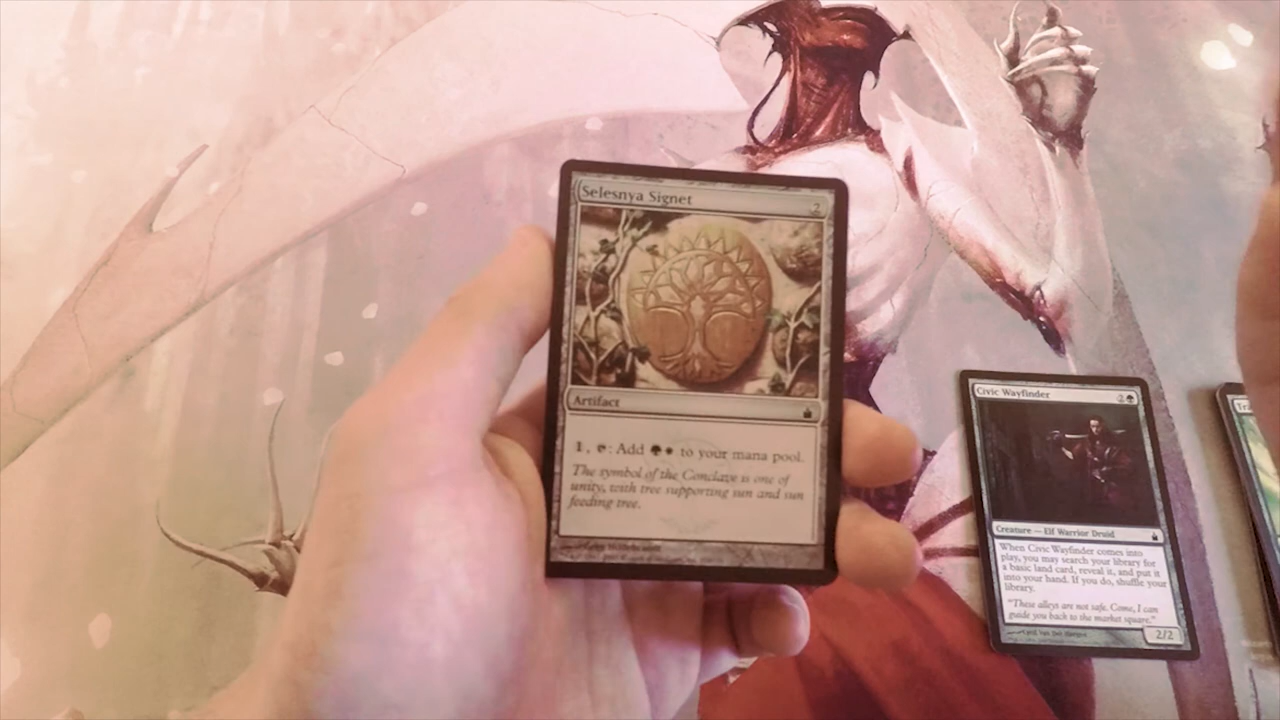 Selesnya Signet
2
Artifact
1, : Add to your mana pool.
The symbol of the Conclave is one of
unity, with tree supporting sun and sun
feeding tree.
Civic Wayfinder
2
Creature — Elf Warrior Druid
When Civic Wayfinder comes into
play, you may search your library for
a basic land card, reveal it, and put it
into your hand. If you do, shuffle your
library.
"These alleys are not safe. Come, I can
guide you back to the market square."
2/2